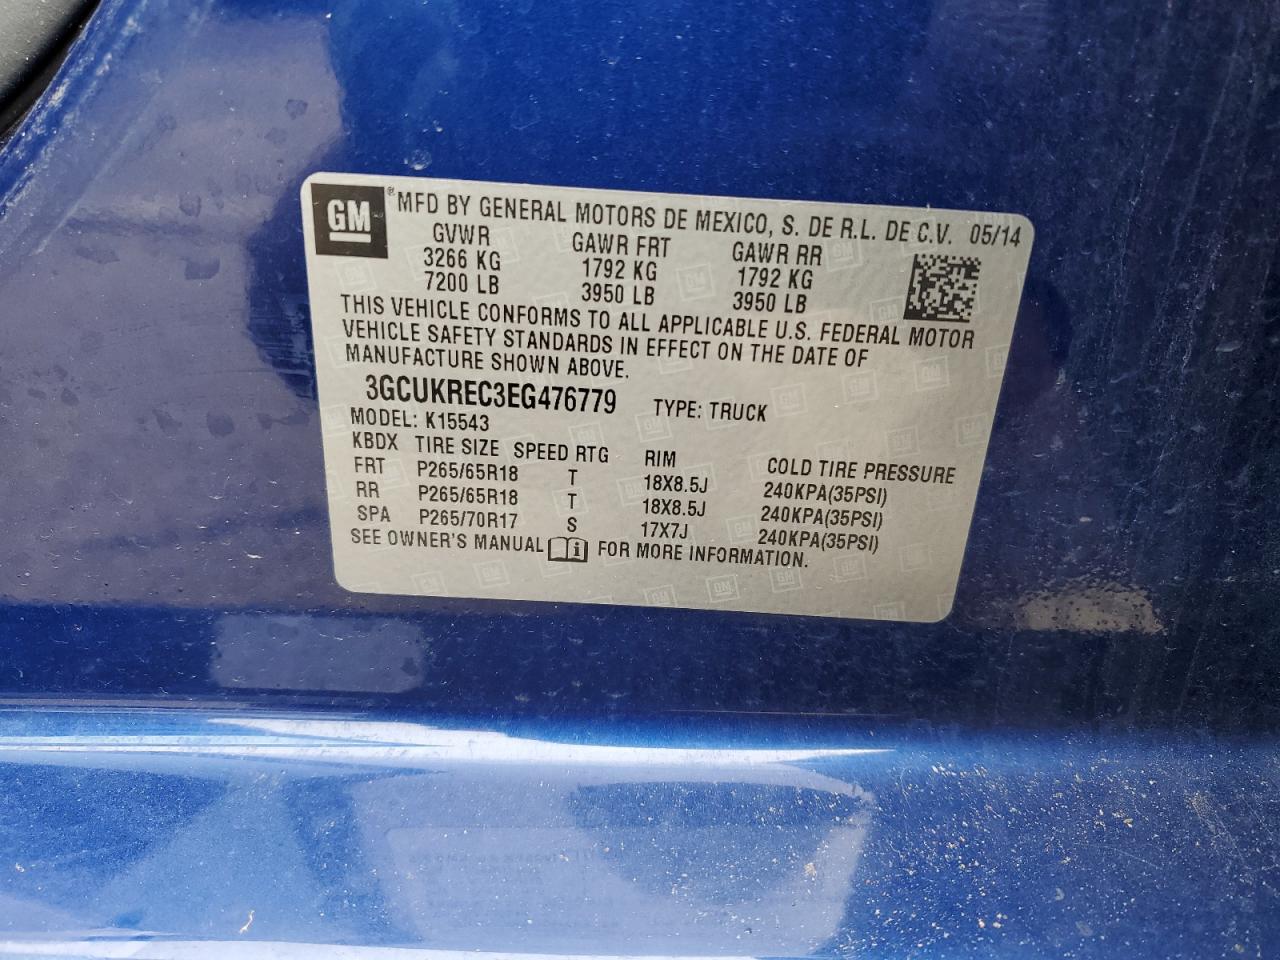 GM ® MFD BY GENERAL MOTORS DE MEXICO, S. DE R.L. DE C.V. 05/14
GVWR GAWR FRT GAWR RR
3266 KG 1792 KG 1792 KG
7200 LB 3950 LB 3950 LB
THIS VEHICLE CONFORMS TO ALL APPLICABLE U.S. FEDERAL MOTOR
VEHICLE SAFETY STANDARDS IN EFFECT ON THE DATE OF
MANUFACTURE SHOWN ABOVE.
3GCUKREC3EG476779 TYPE: TRUCK
MODEL: K15543
KBDX TIRE SIZE SPEED RTG RIM COLD TIRE PRESSURE
FRT P265/65R18 T 18X8.5J 240KPA(35PSI)
RR P265/65R18 T 18X8.5J 240KPA(35PSI)
SPA P265/70R17 S 17X7J 240KPA(35PSI)
SEE OWNER'S MANUAL i FOR MORE INFORMATION.